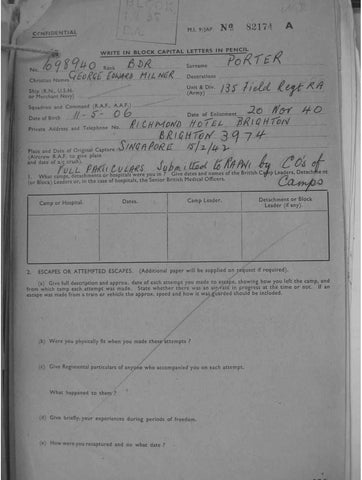 CONFIDENTIAL
M.I. 9/JAP Nº 82174 A
WRITE IN BLOCK CAPITAL LETTERS IN PENCIL
No. 698940 Rank BDR Surname PORTER
Christian Names GEORGE EDWARD MILNER Decorations
Ship (R.N., U.S.N. or Merchant Navy) Unit & Div. (Army) 135 Field Regt RA
Squadron and Command (R.A.F., A.A.F.)
Date of Birth 11-5-06 Date of Enlistment 20 Nov 40
Private Address and Telephone No. RICHMOND HOTEL BRIGHTON
BRIGHTON 3974
Place and Date of Original Capture SINGAPORE 15/2/42
(Aircrew R.A.F. to give place
and date of a/c crash).
FULL PARTICULARS Submitted to RAPWI by CO's of
1. What camps, detachments or hospitals were you in? Give dates and names of the British Camp Leaders, Detachment Camps
(or Block) Leaders or, in the case of hospitals, the Senior British Medical Officers.
Camp or Hospital. Dates. Camp Leader. Detachment or Block Leader (if any).
2. ESCAPES OR ATTEMPTED ESCAPES. (Additional paper will be supplied on request if required).
(a) Give full description and approx. date of each attempt you made to escape, showing how you left the camp, and
from which camp each attempt was made. State whether there was an air-raid in progress at the time or not. If an
escape was made from a train or vehicle the approx. speed and how it was guarded should be included.
(b) Were you physically fit when you made these attempts?
(c) Give Regimental particulars of anyone who accompanied you on each attempt.
What happened to them?
(d) Give briefly, your experiences during periods of freedom.
(e) How were you recaptured and on what date?